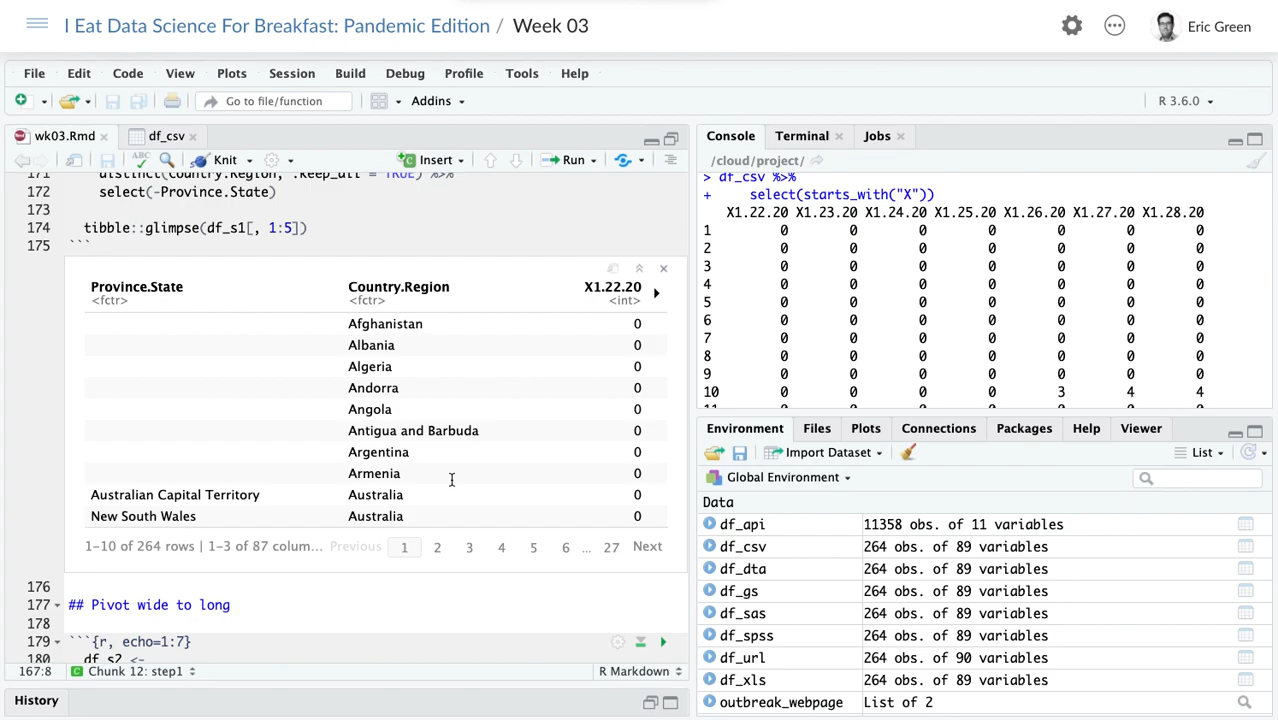 I Eat Data Science For Breakfast: Pandemic Edition / Week 03
Eric Green
File Edit Code View Plots Session Build Debug Profile Tools Help
Go to file/function
Addins
R 3.6.0
wk03.Rmd
df_csv
ABC
Knit
Insert
Run
171 distinct(Country.Region, .keep_all = TRUE) %>%
172 select(-Province.State)
173
174 tibble::glimpse(df_s1[, 1:5])
175 ```
Province.State Country.Region X1.22.20
<fctr> <fctr> <int>
Afghanistan 0
Albania 0
Algeria 0
Andorra 0
Angola 0
Antigua and Barbuda 0
Argentina 0
Armenia 0
Australian Capital Territory Australia 0
New South Wales Australia 0
1-10 of 264 rows | 1-3 of 87 colum... Previous 1 2 3 4 5 6 ... 27 Next
176
177 ## Pivot wide to long
178
179 ```{r, echo=1:7}
180 df_s2 <-
167:8 Chunk 12: step1 R Markdown
History
Console Terminal Jobs
/cloud/project/
> df_csv %>%
+ select(starts_with("X"))
X1.22.20 X1.23.20 X1.24.20 X1.25.20 X1.26.20 X1.27.20 X1.28.20
1 0 0 0 0 0 0 0
2 0 0 0 0 0 0 0
3 0 0 0 0 0 0 0
4 0 0 0 0 0 0 0
5 0 0 0 0 0 0 0
6 0 0 0 0 0 0 0
7 0 0 0 0 0 0 0
8 0 0 0 0 0 0 0
9 0 0 0 0 0 0 0
10 0 0 0 0 3 4 4
Environment Files Plots Connections Packages Help Viewer
Import Dataset
List
Global Environment
Data
df_api 11358 obs. of 11 variables
df_csv 264 obs. of 89 variables
df_dta 264 obs. of 89 variables
df_gs 264 obs. of 89 variables
df_sas 264 obs. of 89 variables
df_spss 264 obs. of 89 variables
df_url 264 obs. of 90 variables
df_xls 264 obs. of 89 variables
outbreak_webpage List of 2